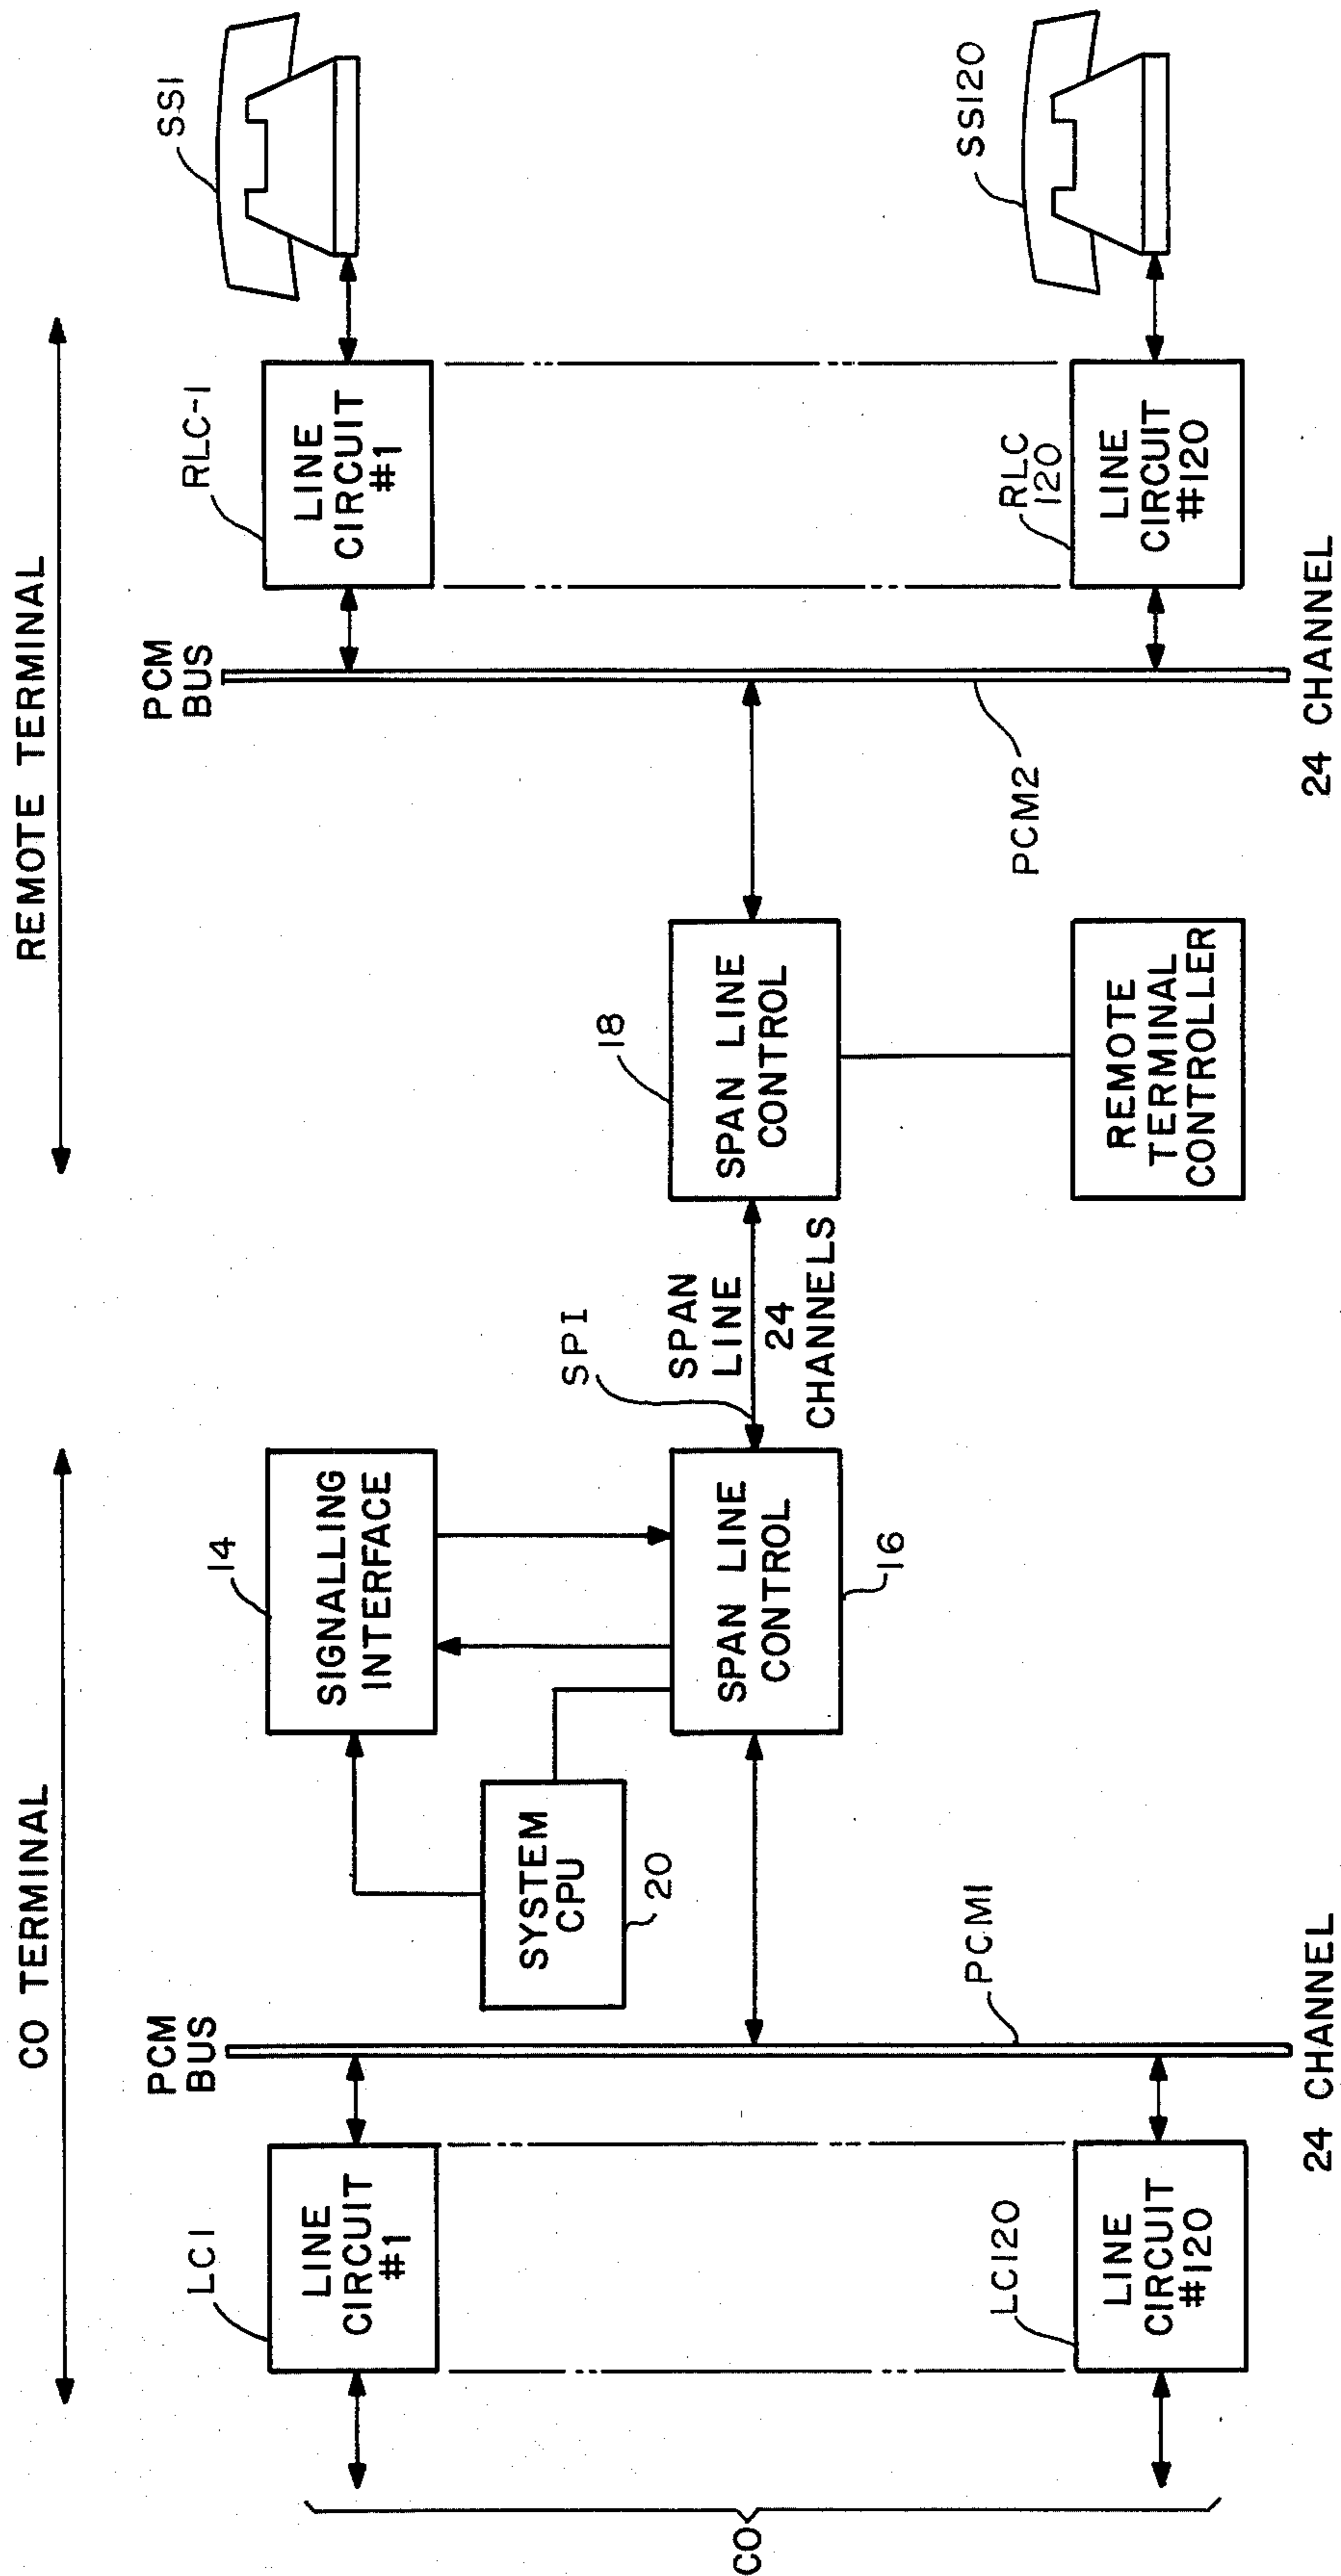 CO TERMINAL
REMOTE TERMINAL
LC1
LINE
CIRCUIT
#1
PCM
BUS
14
SIGNALLING
INTERFACE
SYSTEM
CPU
20
SPAN LINE
CONTROL
16
SP1
SPAN
LINE
24
CHANNELS
18
SPAN LINE
CONTROL
REMOTE
TERMINAL
CONTROLLER
PCM
BUS
RLC-1
LINE
CIRCUIT
#1
SS1
CO
LC120
LINE
CIRCUIT
#120
PCM1
24 CHANNEL
PCM2
24 CHANNEL
RLC
120
LINE
CIRCUIT
#120
SS120